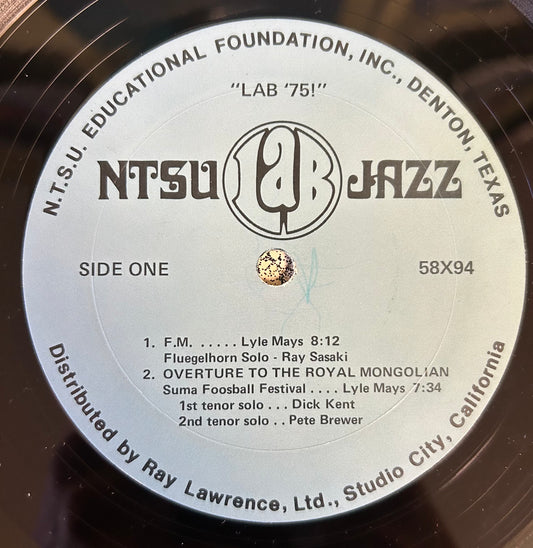 N.T.S.U. EDUCATIONAL FOUNDATION, INC., DENTON, TEXAS
"LAB '75!"
NTSU LAB JAZZ
SIDE ONE 58X94
1. F.M. ..... Lyle Mays 8:12
Fluegelhorn Solo - Ray Sasaki
2. OVERTURE TO THE ROYAL MONGOLIAN
Suma Foosball Festival .... Lyle Mays 7:34
1st tenor solo ... Dick Kent
2nd tenor solo .. Pete Brewer
Distributed by Ray Lawrence, Ltd., Studio City, California